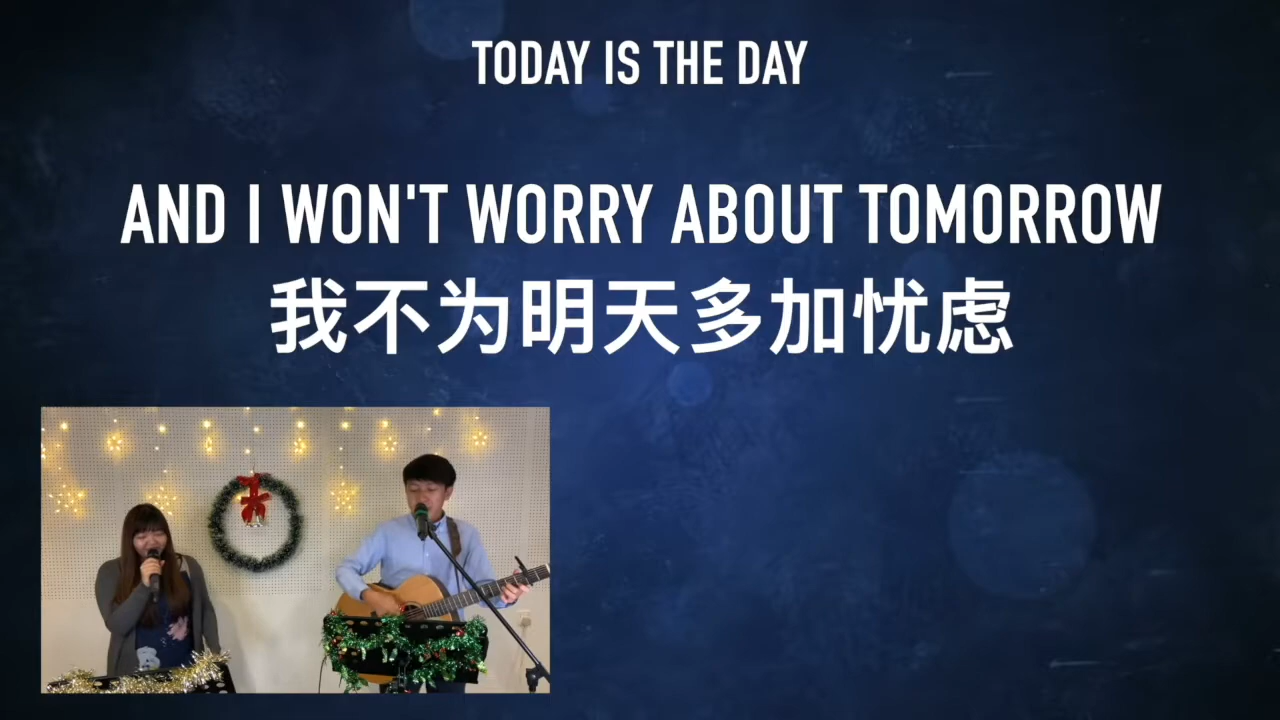 TODAY IS THE DAY
AND I WON'T WORRY ABOUT TOMORROW
我不为明天多加忧虑